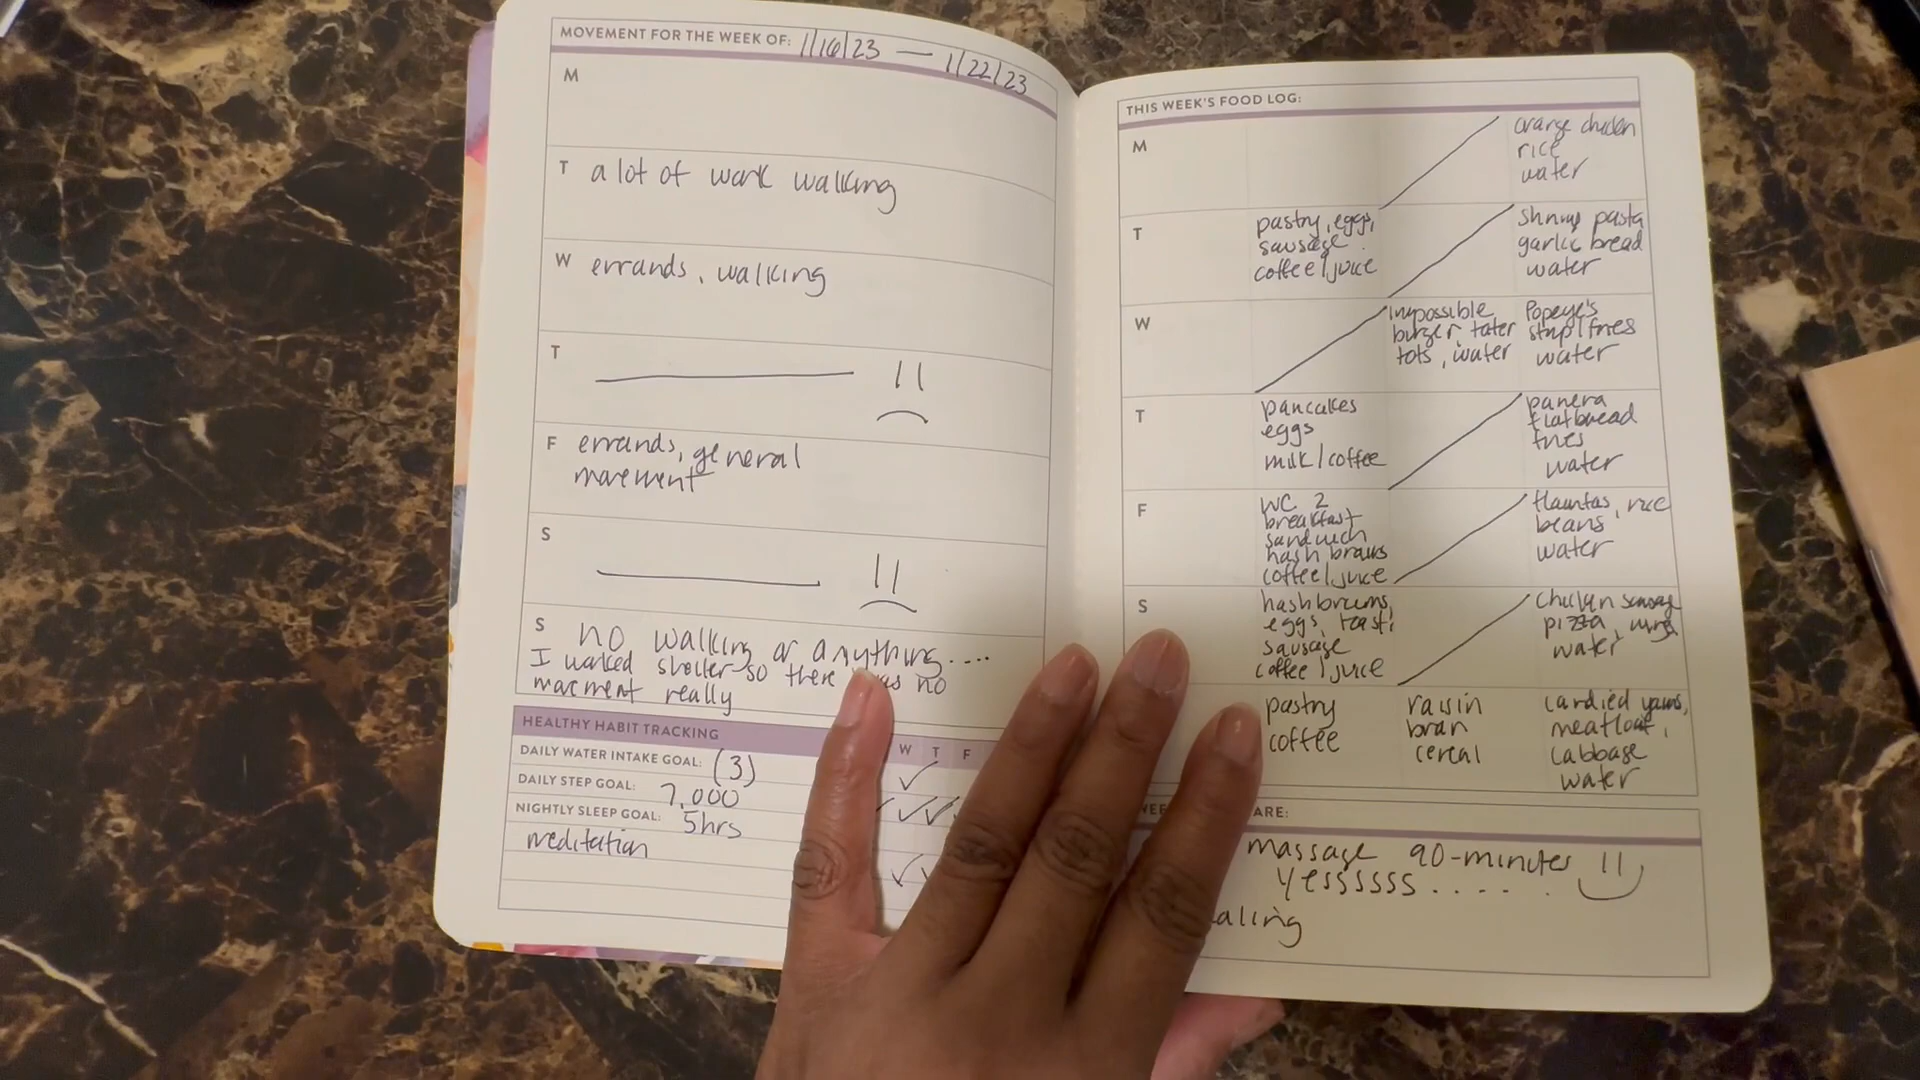 MOVEMENT FOR THE WEEK OF: 1/16/23 — 1/22/23
M
T a lot of work walking
W errands, walking
T
F errands, general
movement
S
S no walking or anything....
I worked so there was no
movement really
HEALTHY HABIT TRACKING
W T F
DAILY WATER INTAKE GOAL: (3)
DAILY STEP GOAL: 7,000
NIGHTLY SLEEP GOAL: 5hrs
meditation
THIS WEEK'S FOOD LOG:
M
orange chicken
rice
water
T
pastry, eggs,
sausage
coffee/juice
shrimp pasta
garlic bread
water
W
impossible
burger, tater
tots, water
Popeye's
strip/fries
water
T
pancakes
eggs
milk/coffee
panera
flatbread
fries
water
F
WC 2
breakfast
sandwich
hash browns
coffee/juice
flautas, rice
beans,
water
S
hashbrowns,
eggs, toast,
sausage
coffee/juice
chicken sausage
pizza, wings
water
pastry
coffee
raisin
bran
cereal
candied yams,
meatloaf,
cabbage
water
ARE:
massage 90-minutes
yessssss.....
aling